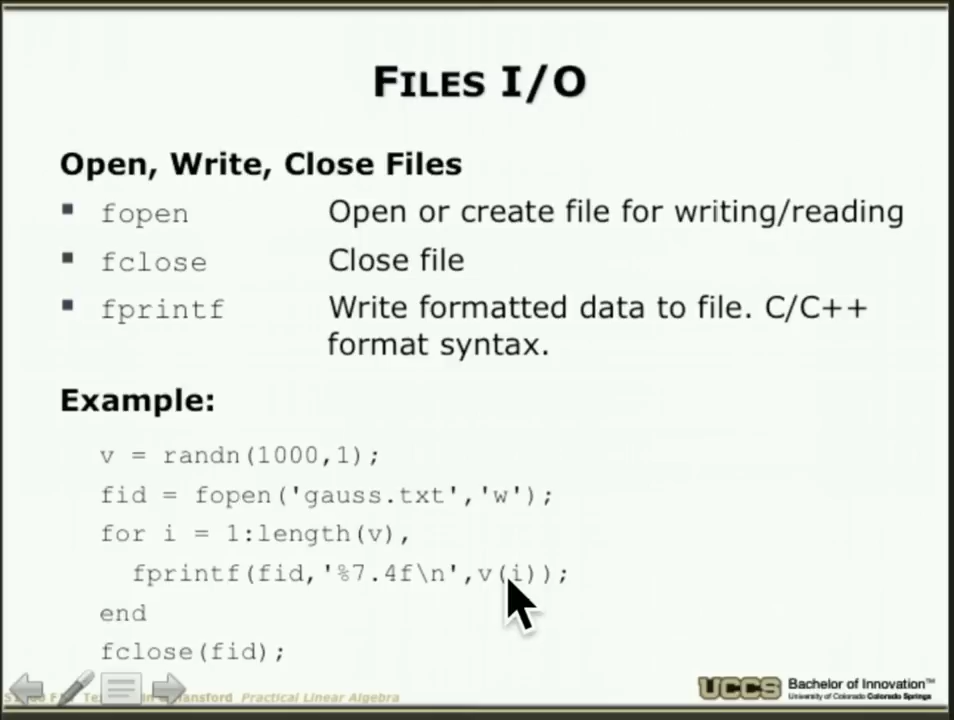 FILES I/O
Open, Write, Close Files
fopen Open or create file for writing/reading
fclose Close file
fprintf Write formatted data to file. C/C++
format syntax.
Example:
v = randn(1000,1);
fid = fopen('gauss.txt','w');
for i = 1:length(v),
fprintf(fid,'%7.4f\n',v(i));
end
fclose(fid);
Practical Linear Algebra
UCCS Bachelor of Innovation™
University of Colorado Colorado Springs